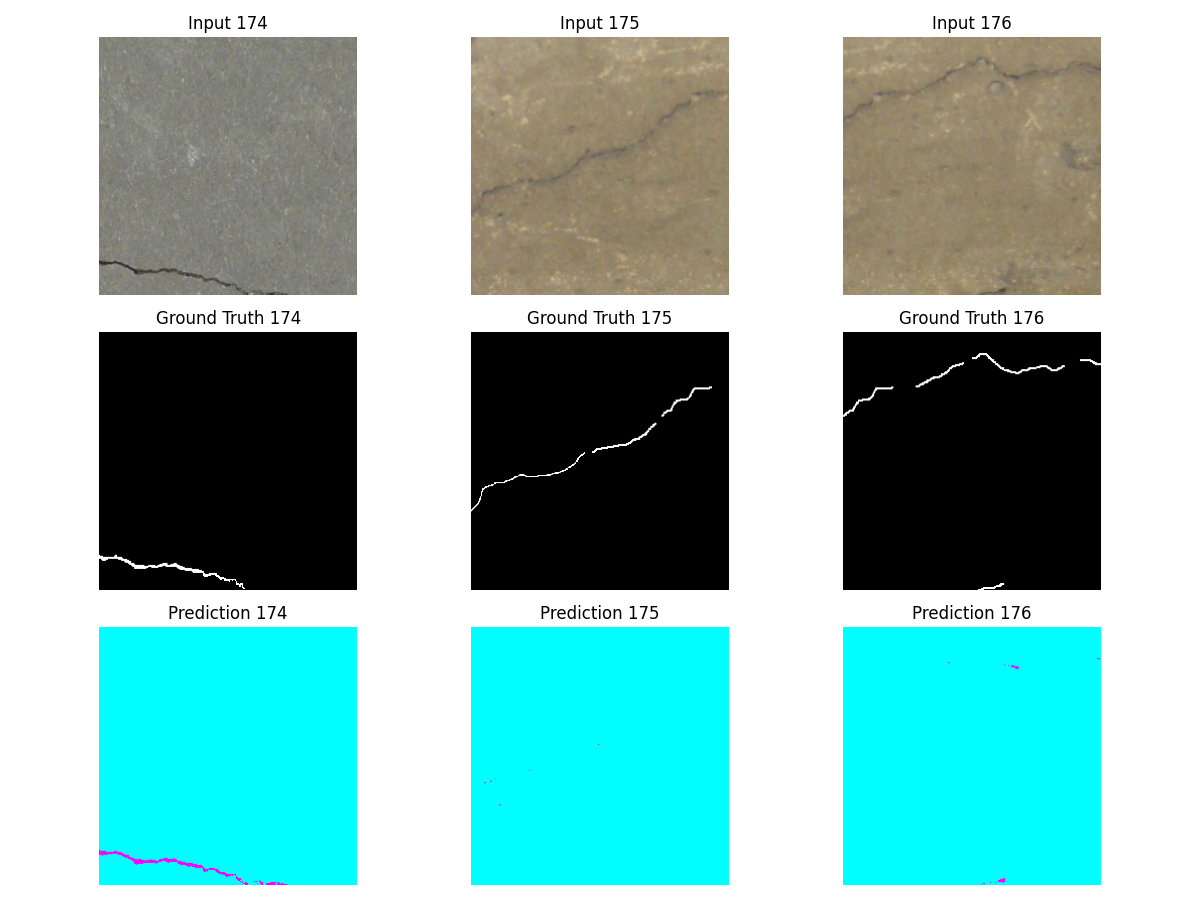 Input 174
Input 175
Input 176
Ground Truth 174
Ground Truth 175
Ground Truth 176
Prediction 174
Prediction 175
Prediction 176